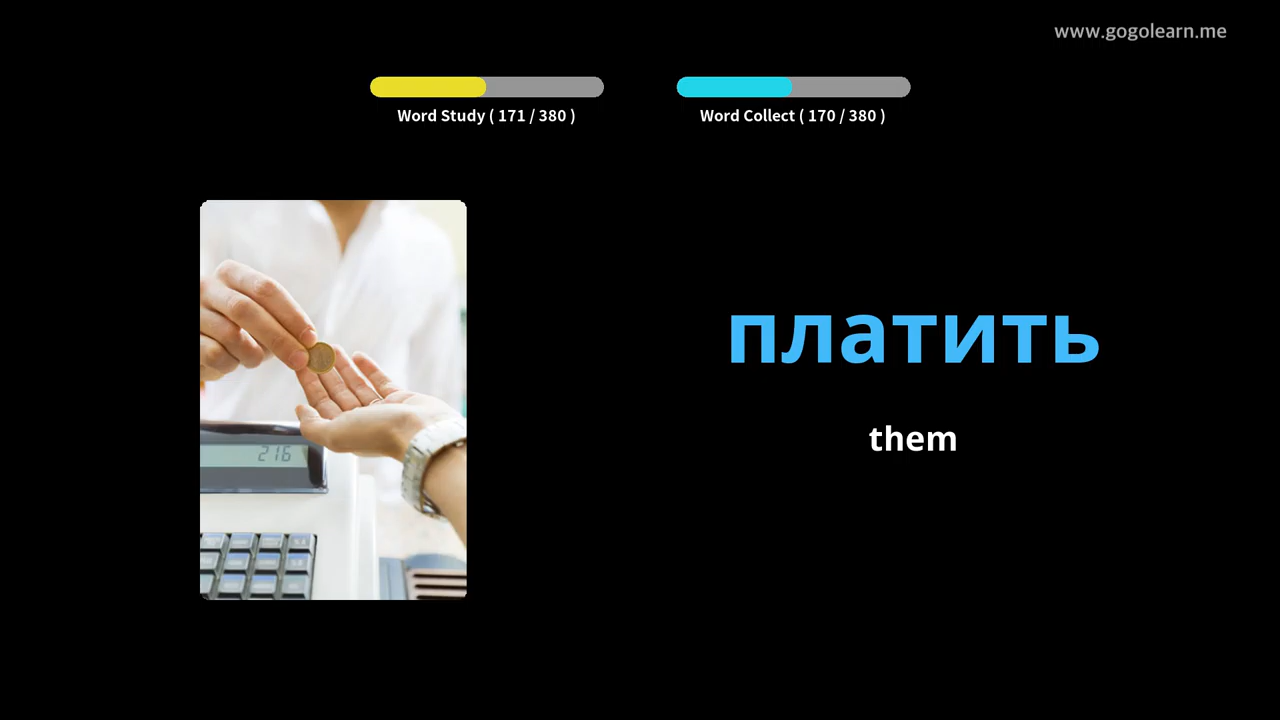 www.gogolearn.me
Word Study ( 171 / 380 )
Word Collect ( 170 / 380 )
платить
them
216